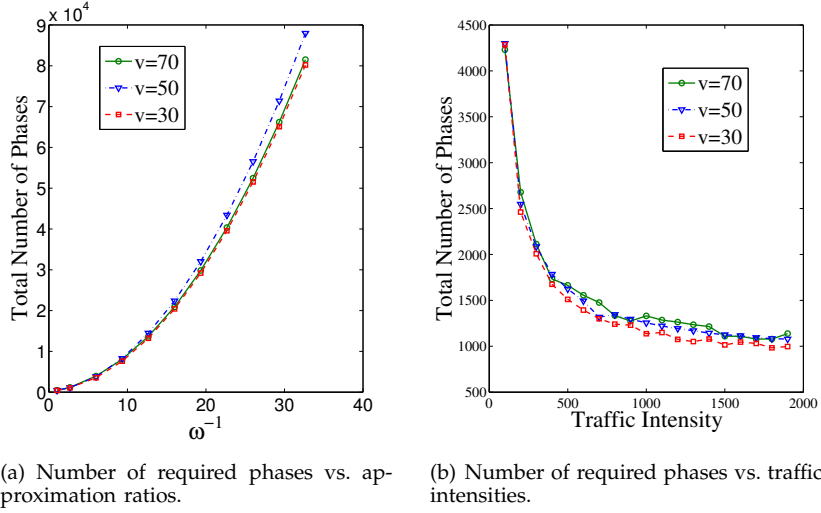 x 10^4
9
8
7
6
5
4
3
2
1
0
0 10 20 30 40
Total Number of Phases
ω^-1
v=70
v=50
v=30
(a) Number of required phases vs. ap-
proximation ratios.
4500
4000
3500
3000
2500
2000
1500
1000
500
0 500 1000 1500 2000
Total Number of Phases
Traffic Intensity
v=70
v=50
v=30
(b) Number of required phases vs. traffic
intensities.